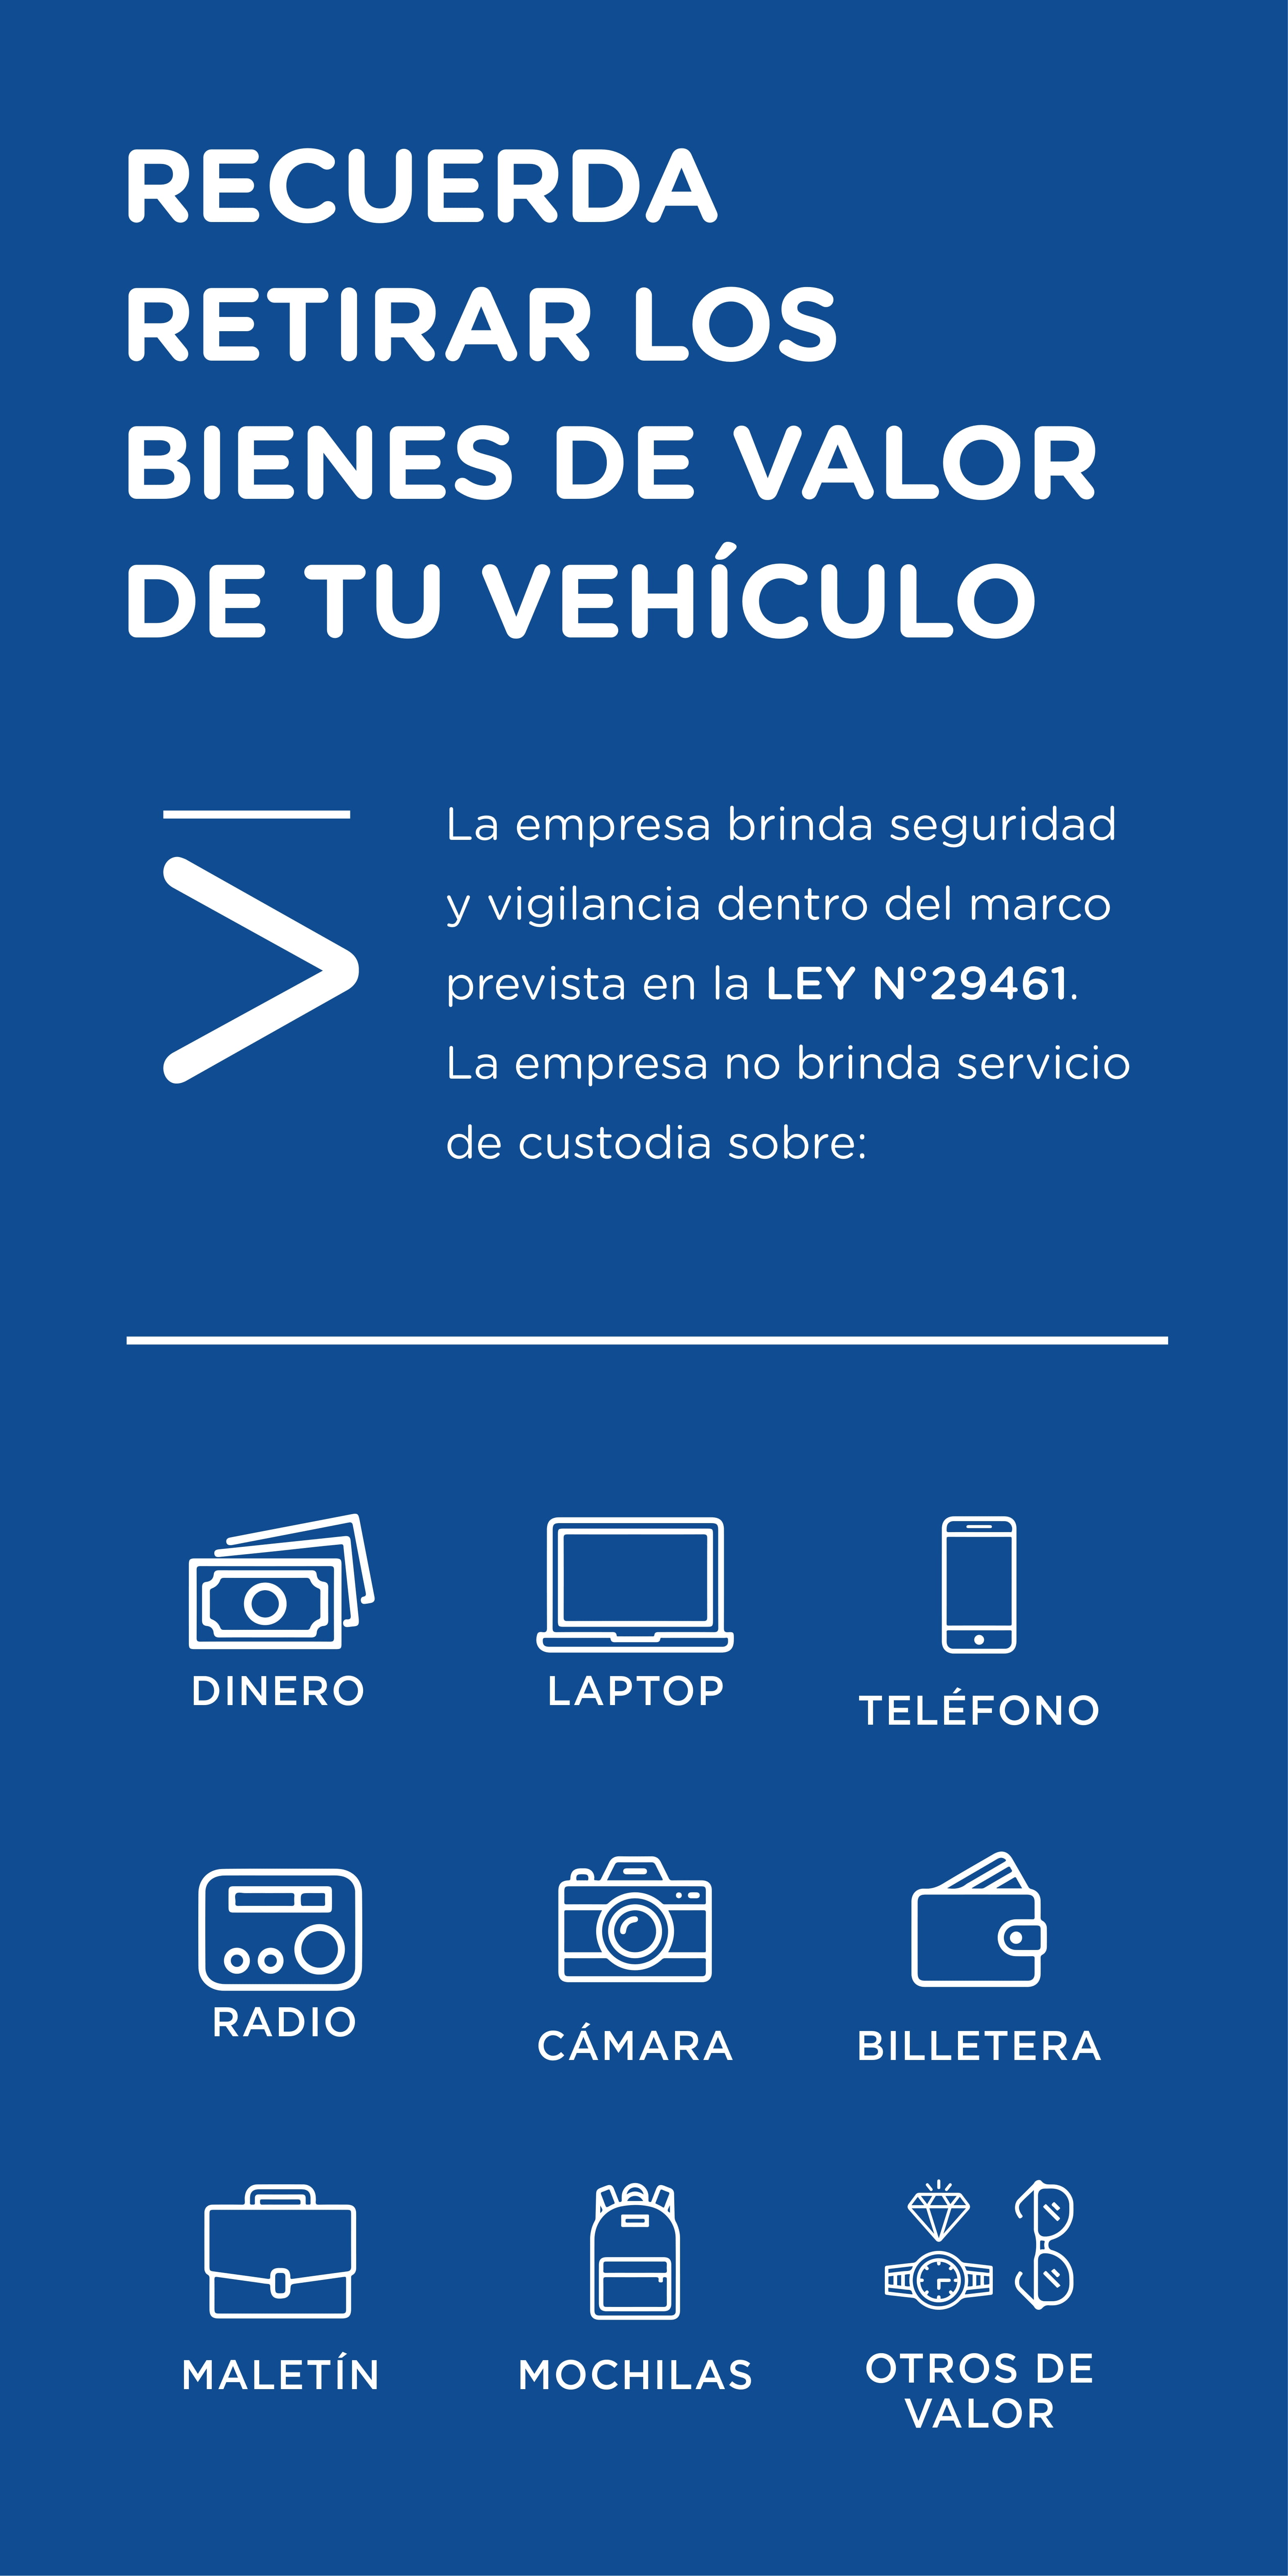 RECUERDA
RETIRAR LOS
BIENES DE VALOR
DE TU VEHÍCULO
La empresa brinda seguridad
y vigilancia dentro del marco
prevista en la LEY N°29461.
La empresa no brinda servicio
de custodia sobre:
DINERO
LAPTOP
TELÉFONO
RADIO
CÁMARA
BILLETERA
MALETÍN
MOCHILAS
OTROS DE
VALOR